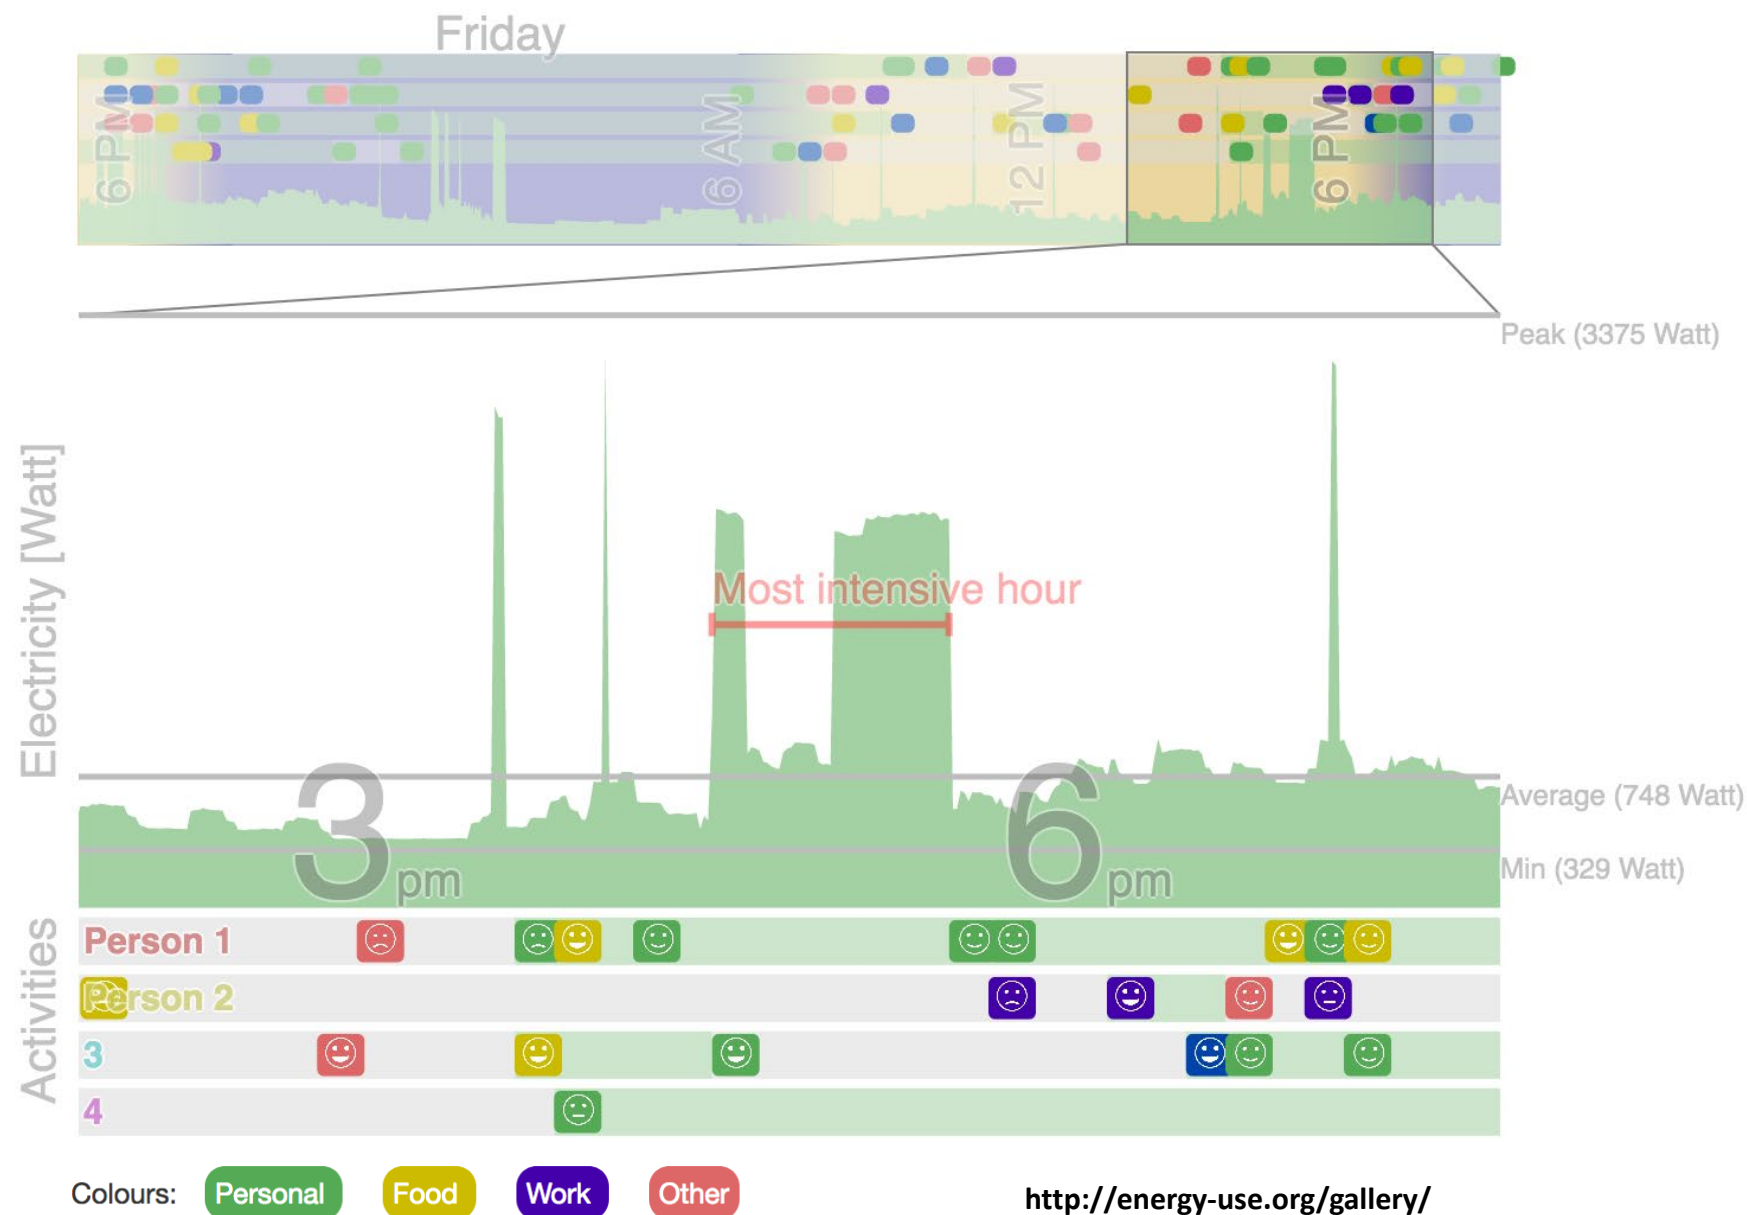 Friday
6 PM
6 AM
12 PM
6 PM
Peak (3375 Watt)
Electricity [Watt]
Most intensive hour
Average (748 Watt)
Min (329 Watt)
3 pm
6 pm
Activities
Person 1
Person 2
3
4
Colours: Personal Food Work Other
http://energy-use.org/gallery/